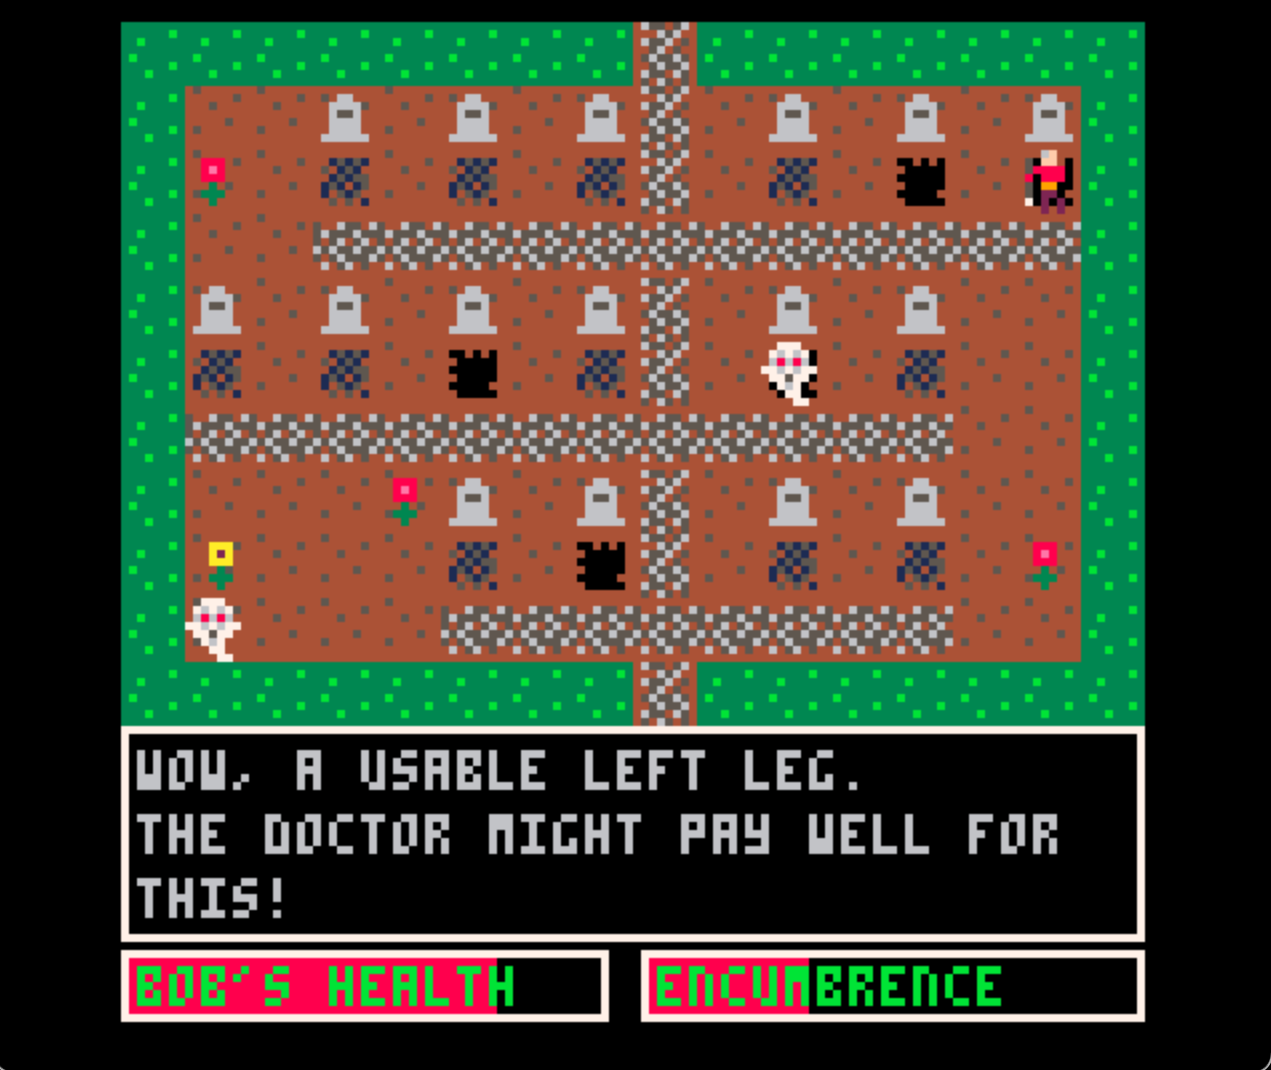 WOW, A USABLE LEFT LEG.
THE DOCTOR MIGHT PAY WELL FOR
THIS!
BOB'S HEALTH
ENCUMBRENCE